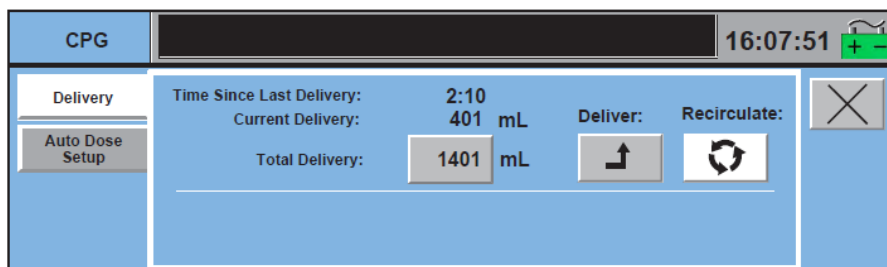 CPG
16:07:51
+ -
Delivery
Auto Dose
Setup
Time Since Last Delivery: 2:10
Current Delivery: 401 mL
Total Delivery: 1401 mL
Deliver:
Recirculate: